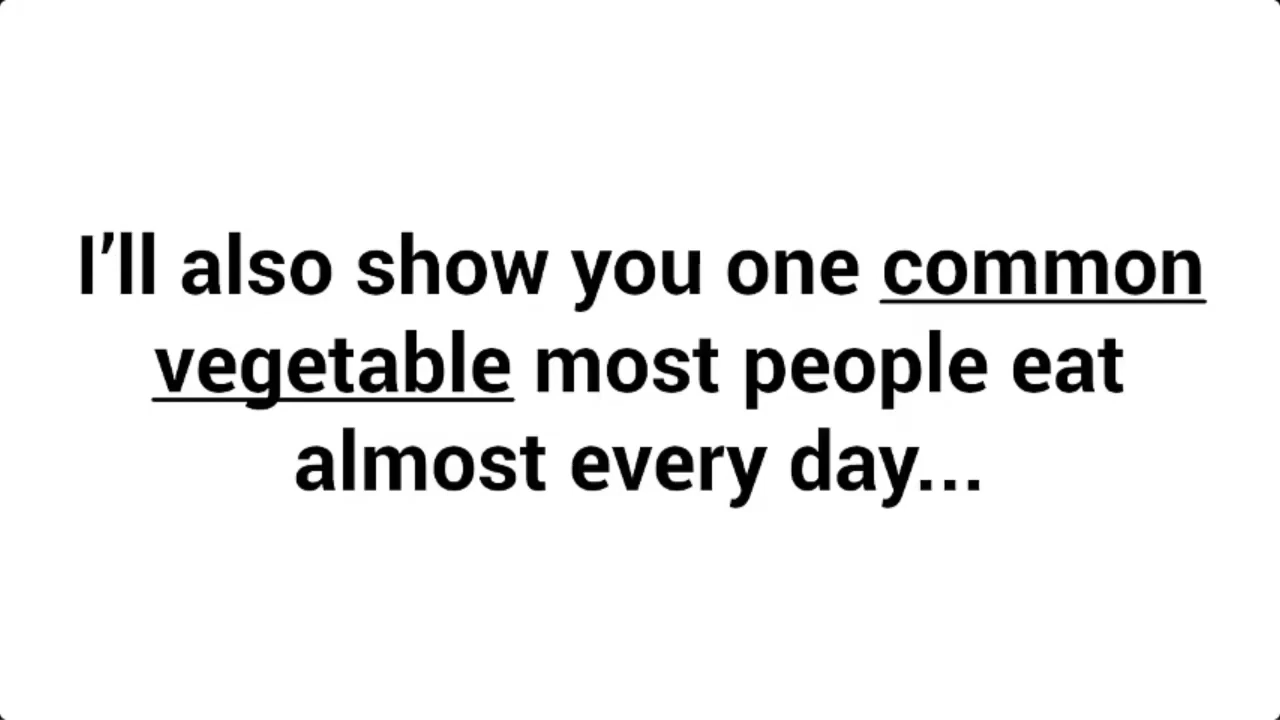 I’ll also show you one common
vegetable most people eat
almost every day...